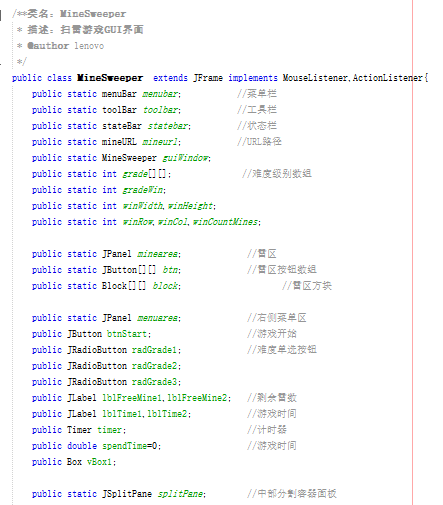 /**类名：MineSweeper
* 描述：扫雷游戏GUI界面
* @author lenovo
*/
public class MineSweeper extends JFrame implements MouseListener,ActionListener{
public static menuBar menubar; //菜单栏
public static toolBar toolbar; //工具栏
public static stateBar statebar; //状态栏
public static mineURL mineurl; //URL路径
public static MineSweeper guiWindow;
public static int grade[][]; //难度级别数组
public static int gradeWin;
public static int winWidth,winHeight;
public static int winRow,winCol,winCountMines;
public static JPanel minearea; //雷区
public static JButton[][] btn; //雷区按钮数组
public static Block[][] block; //雷区方块
public static JPanel menuarea; //右侧菜单区
public JButton btnStart; //游戏开始
public JRadioButton radGrade1; //难度单选按钮
public JRadioButton radGrade2;
public JRadioButton radGrade3;
public JLabel lblFreeMine1,lblFreeMine2; //剩余雷数
public JLabel lblTime1,lblTime2; //游戏时间
public Timer timer; //计时器
public double spendTime=0; //游戏时间
public Box vBox1;
public static JSplitPane splitPane; //中部分割容器面板